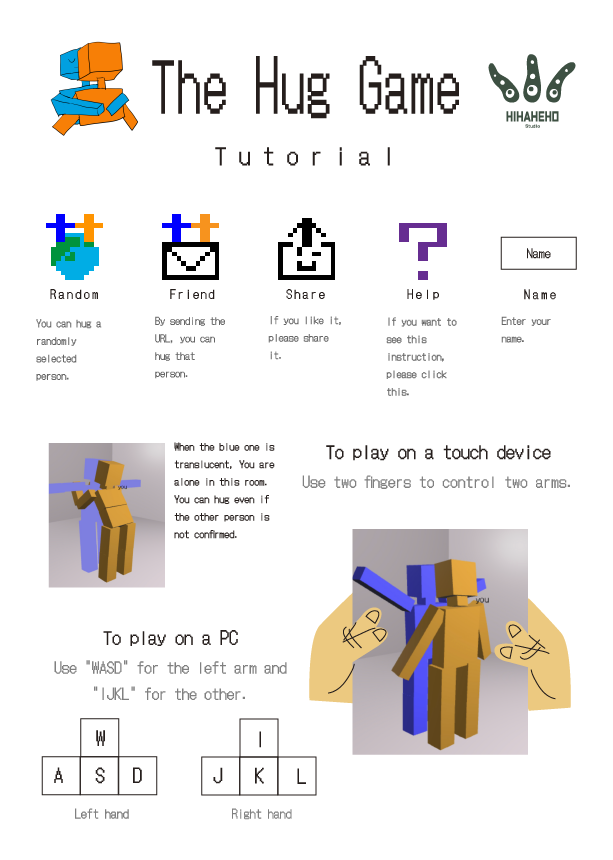 The Hug Game
HIHAHEHO
Studio
Tutorial
Random
You can hug a
randomly
selected
person.
Friend
By sending the
URL, you can
hug that
person.
Share
If you like it,
please share
it.
Help
If you want to
see this
instruction,
please click
this.
Name
Name
Enter your
name.
When the blue one is
translucent, You are
alone in this room.
You can hug even if
the other person is
not confirmed.
you
To play on a touch device
Use two fingers to control two arms.
you
To play on a PC
Use "WASD" for the left arm and
"IJKL" for the other.
W
A S D
Left hand
I
J K L
Right hand